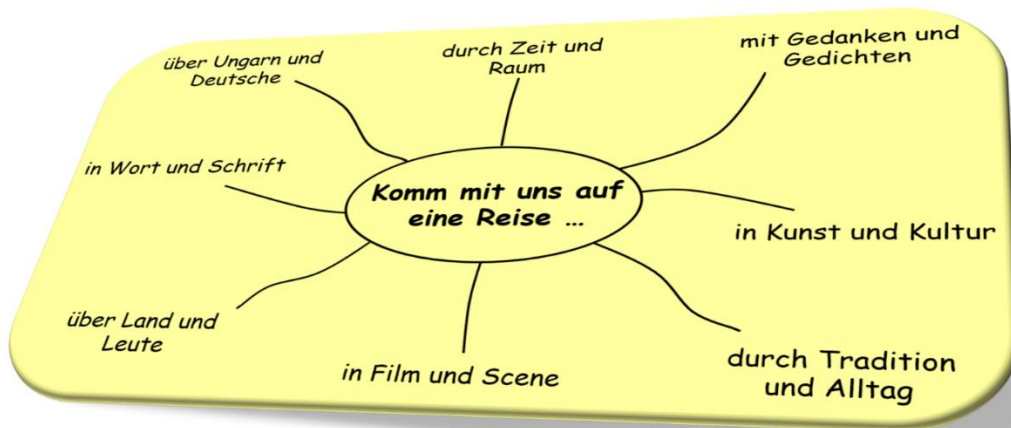 über Ungarn und
Deutsche
durch Zeit und
Raum
mit Gedanken und
Gedichten
in Wort und Schrift
Komm mit uns auf
eine Reise ...
in Kunst und Kultur
über Land und
Leute
in Film und Scene
durch Tradition
und Alltag